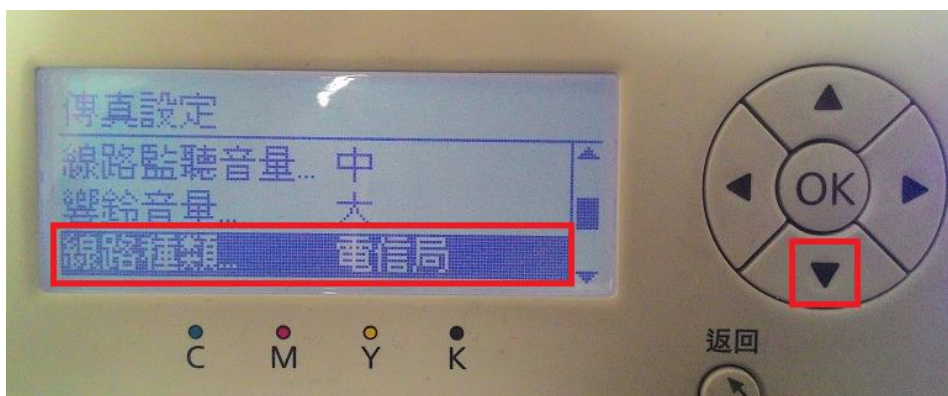 傳真設定
線路監聽音量... 中
響鈴音量... 大
線路種類... 電信局
OK
C M Y K
返回